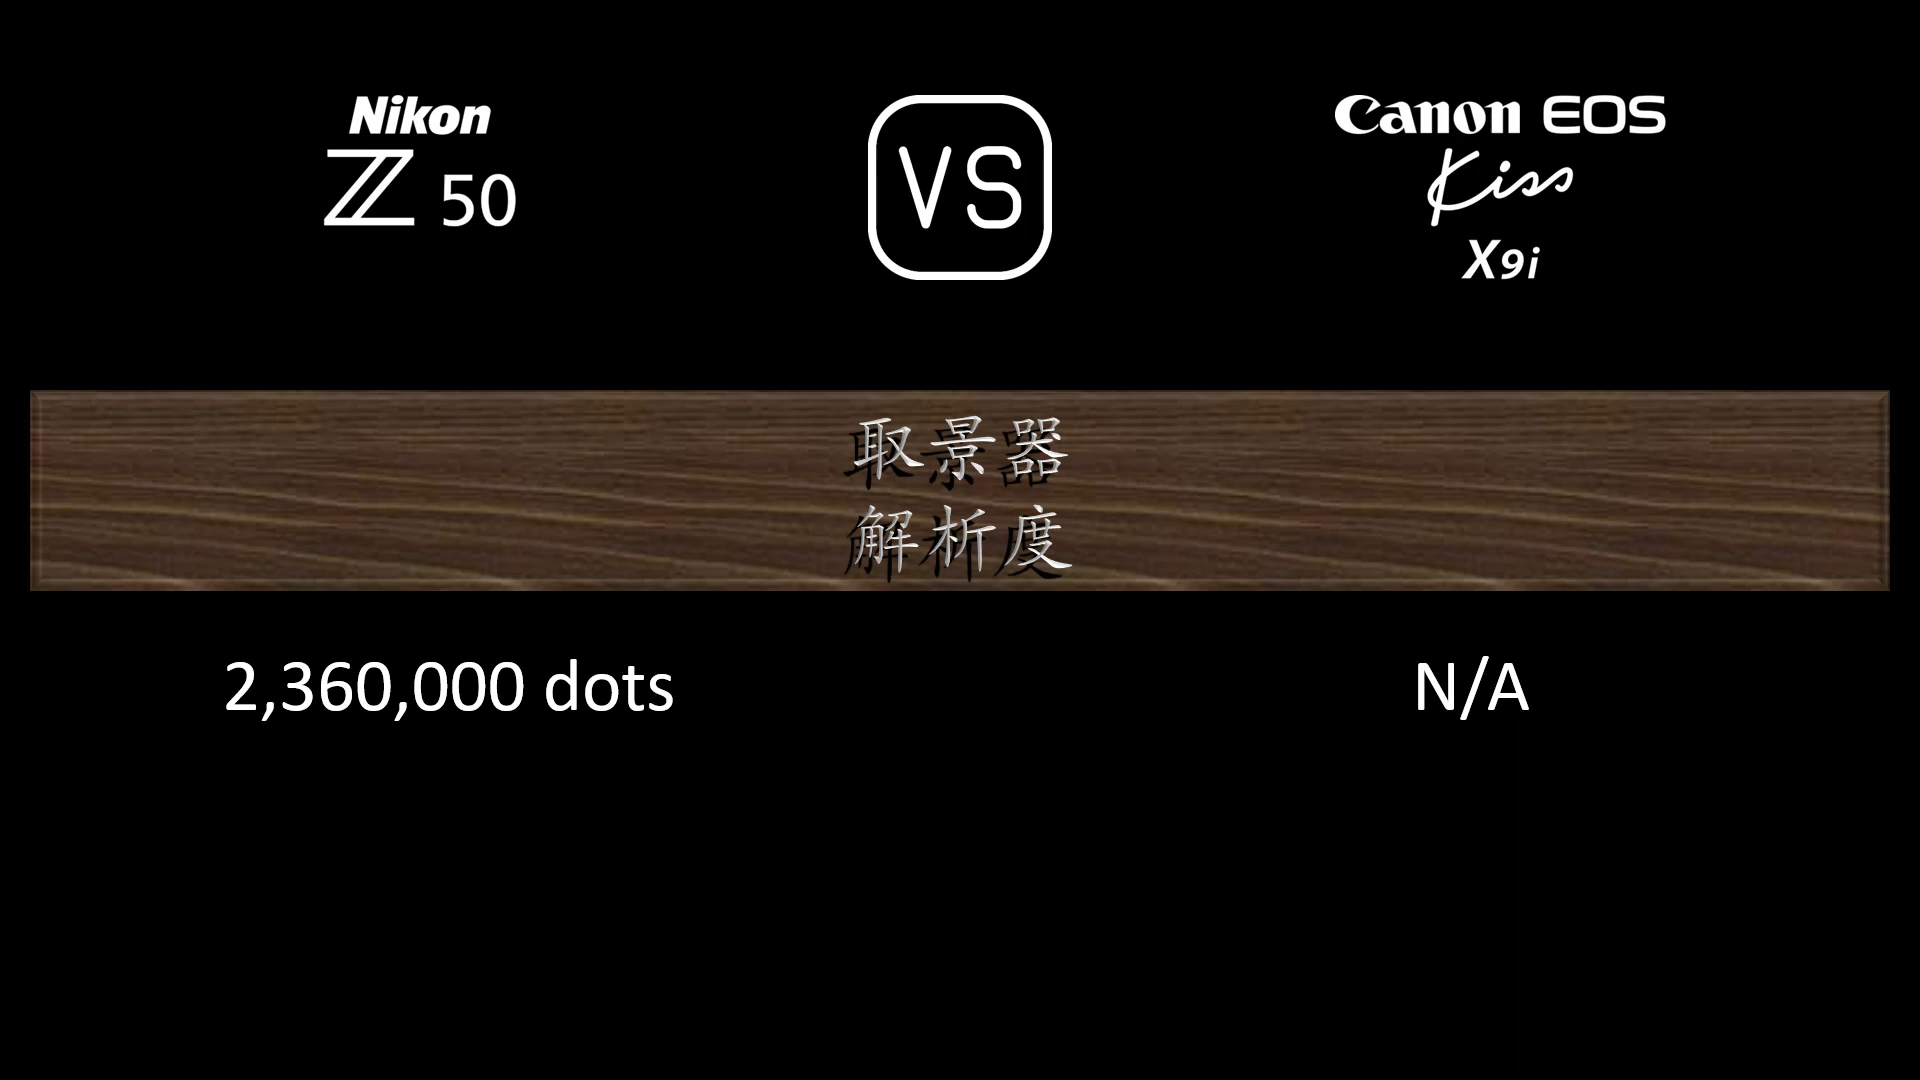 Nikon
Z 50
VS
Canon EOS
Kiss
X9i
取景器
解析度
2,360,000 dots
N/A